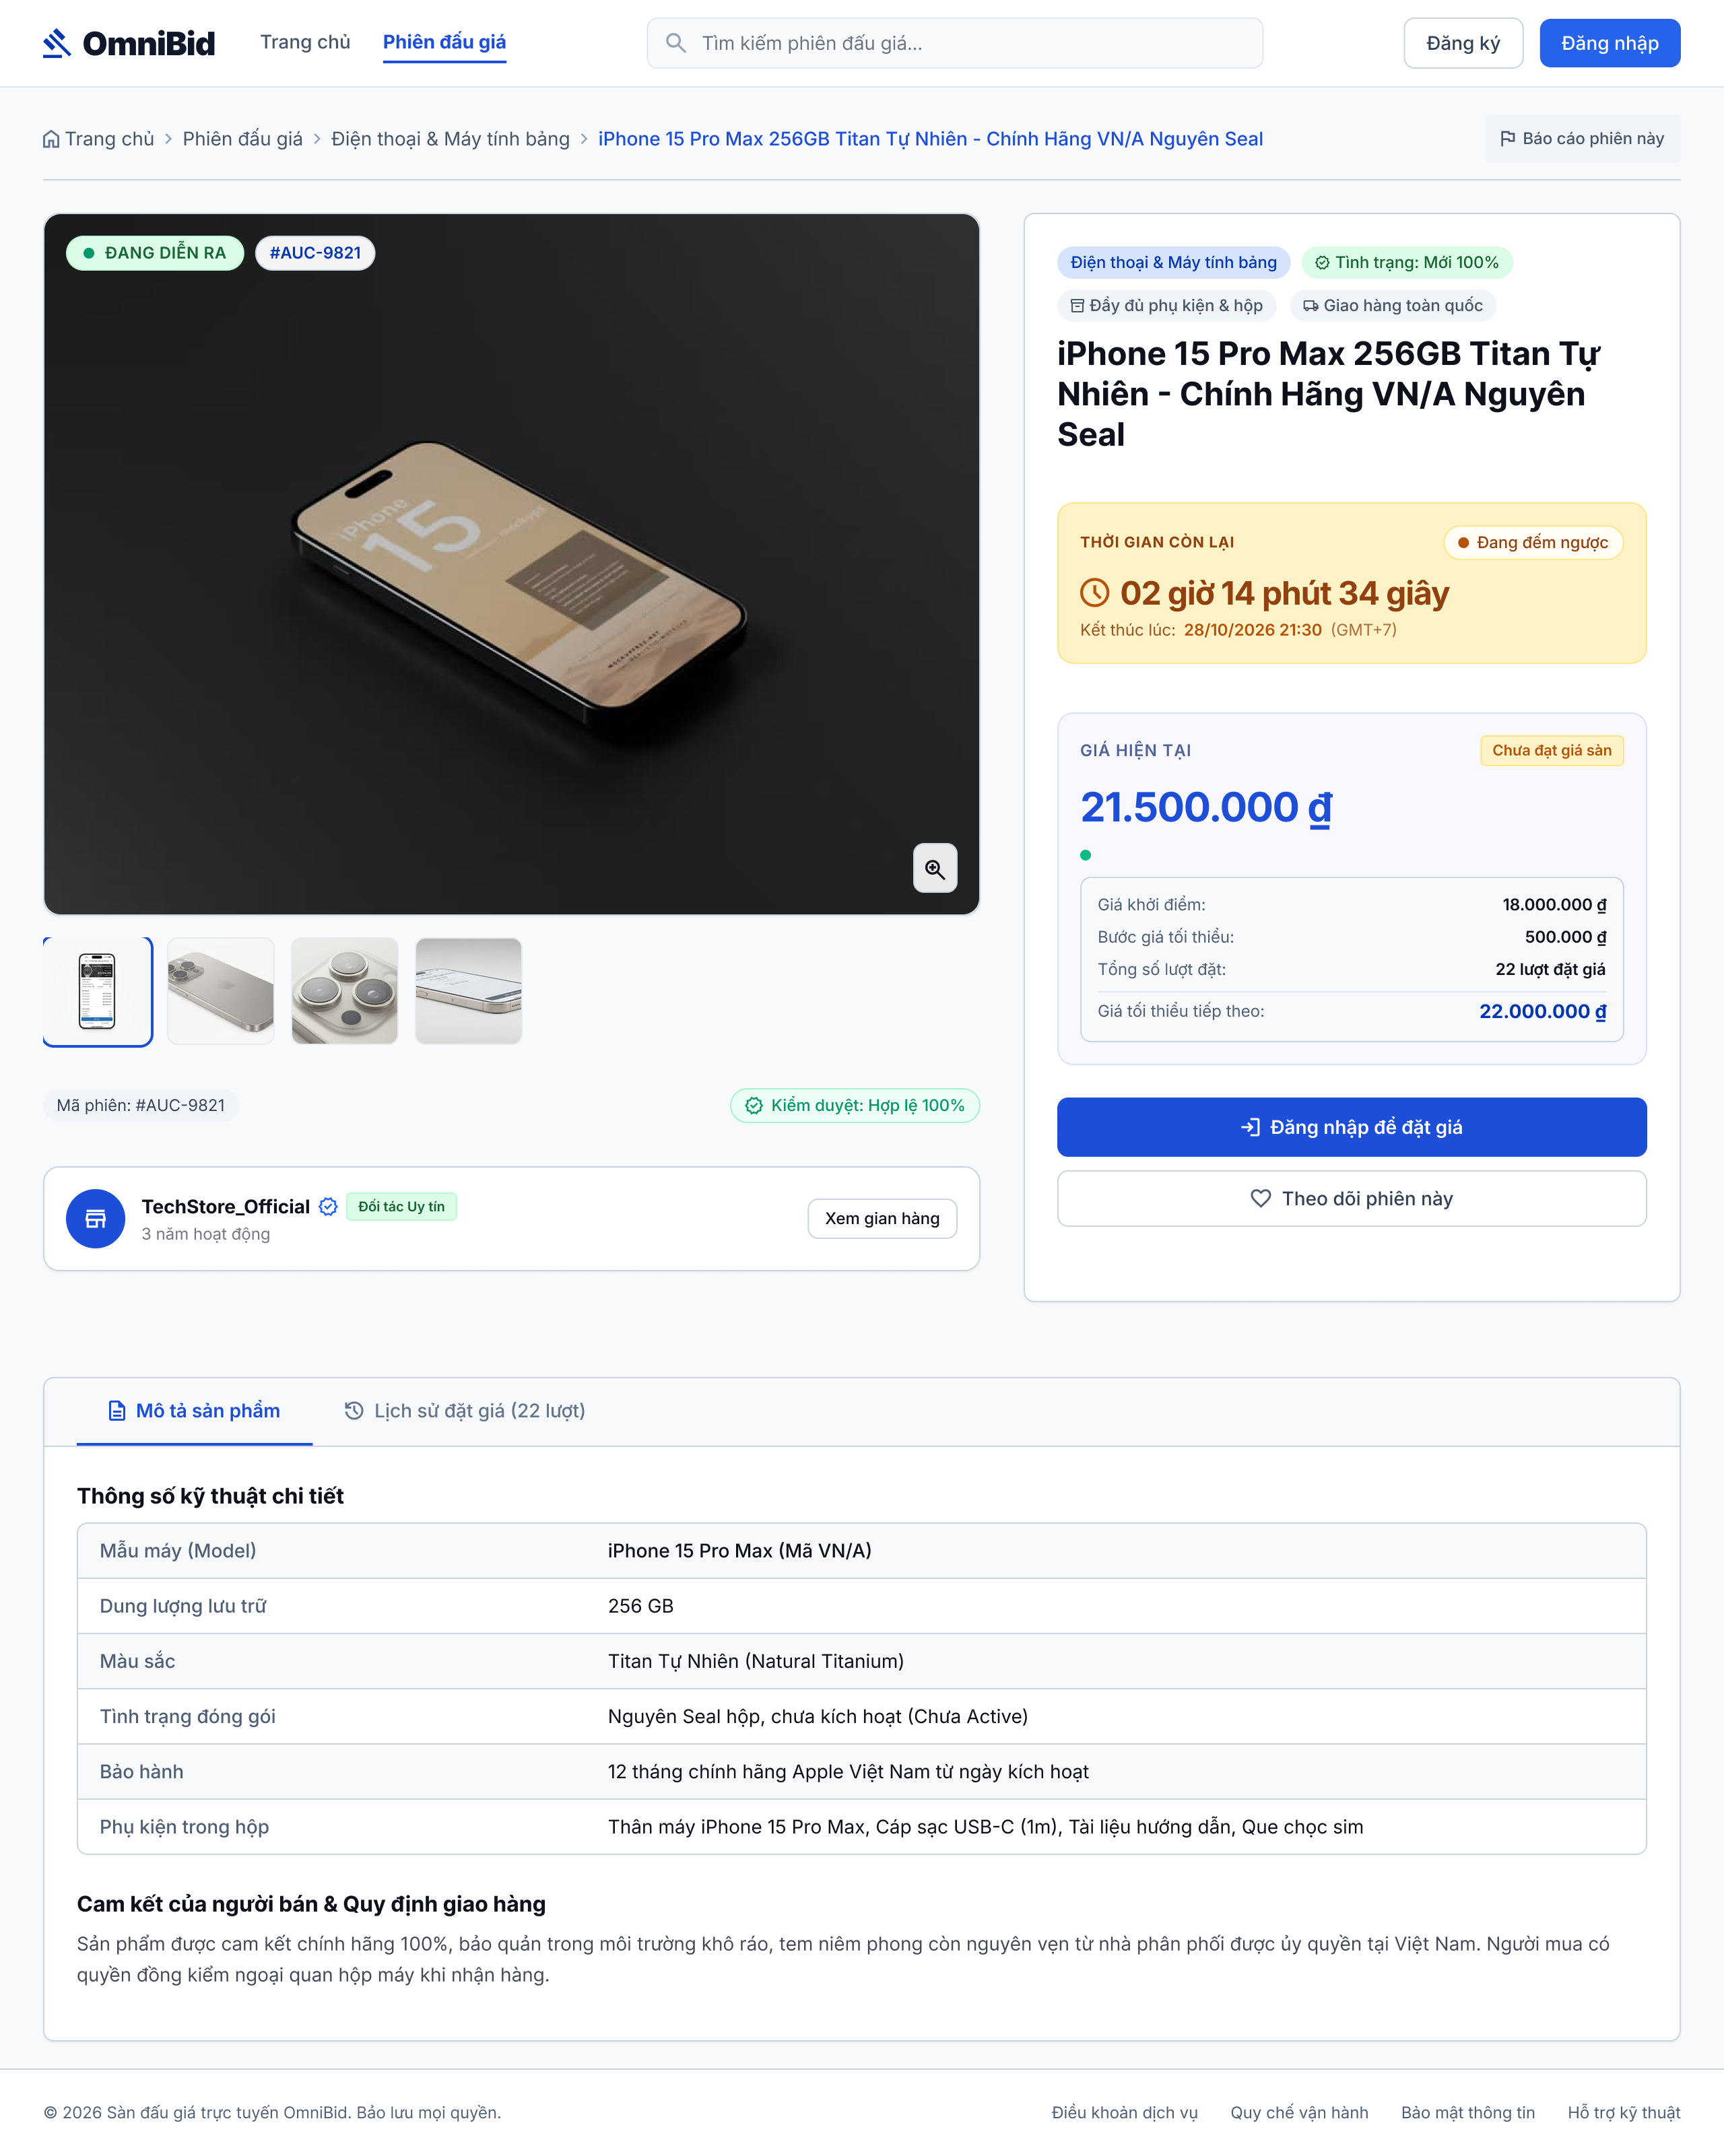 OmniBid
Trang chủ
Phiên đấu giá
Tìm kiếm phiên đấu giá...
Đăng ký
Đăng nhập
Trang chủ > Phiên đấu giá > Điện thoại & Máy tính bảng > iPhone 15 Pro Max 256GB Titan Tự Nhiên - Chính Hãng VN/A Nguyên Seal
Báo cáo phiên này
ĐANG DIỄN RA
#AUC-9821
iPhone
15
Mã phiên: #AUC-9821
Kiểm duyệt: Hợp lệ 100%
TechStore_Official
Đối tác Uy tín
3 năm hoạt động
Xem gian hàng
Điện thoại & Máy tính bảng
Tình trạng: Mới 100%
Đầy đủ phụ kiện & hộp
Giao hàng toàn quốc
iPhone 15 Pro Max 256GB Titan Tự
Nhiên - Chính Hãng VN/A Nguyên
Seal
THỜI GIAN CÒN LẠI
Đang đếm ngược
02 giờ 14 phút 34 giây
Kết thúc lúc: 28/10/2026 21:30 (GMT+7)
GIÁ HIỆN TẠI
Chưa đạt giá sàn
21.500.000 ₫
Giá khởi điểm: 18.000.000 ₫
Bước giá tối thiểu: 500.000 ₫
Tổng số lượt đặt: 22 lượt đặt giá
Giá tối thiểu tiếp theo: 22.000.000 ₫
Đăng nhập để đặt giá
Theo dõi phiên này
Mô tả sản phẩm
Lịch sử đặt giá (22 lượt)
Thông số kỹ thuật chi tiết
Mẫu máy (Model) iPhone 15 Pro Max (Mã VN/A)
Dung lượng lưu trữ 256 GB
Màu sắc Titan Tự Nhiên (Natural Titanium)
Tình trạng đóng gói Nguyên Seal hộp, chưa kích hoạt (Chưa Active)
Bảo hành 12 tháng chính hãng Apple Việt Nam từ ngày kích hoạt
Phụ kiện trong hộp Thân máy iPhone 15 Pro Max, Cáp sạc USB-C (1m), Tài liệu hướng dẫn, Que chọc sim
Cam kết của người bán & Quy định giao hàng
Sản phẩm được cam kết chính hãng 100%, bảo quản trong môi trường khô ráo, tem niêm phong còn nguyên vẹn từ nhà phân phối được ủy quyền tại Việt Nam. Người mua có
quyền đồng kiểm ngoại quan hộp máy khi nhận hàng.
© 2026 Sàn đấu giá trực tuyến OmniBid. Bảo lưu mọi quyền.
Điều khoản dịch vụ
Quy chế vận hành
Bảo mật thông tin
Hỗ trợ kỹ thuật